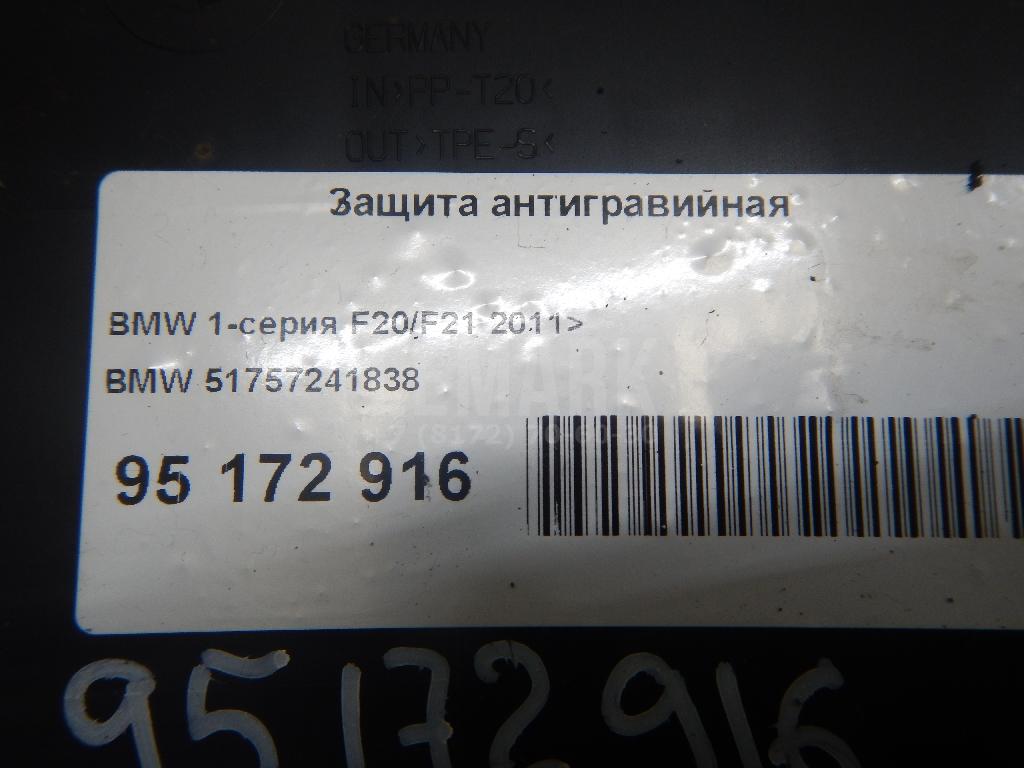 GERMANY
IN>PP-T20<
OUT>TPE-S<
Защита антигравийная
BMW 1-серия F20/F21 2011>
BMW 51757241838
95 172 916
95172916